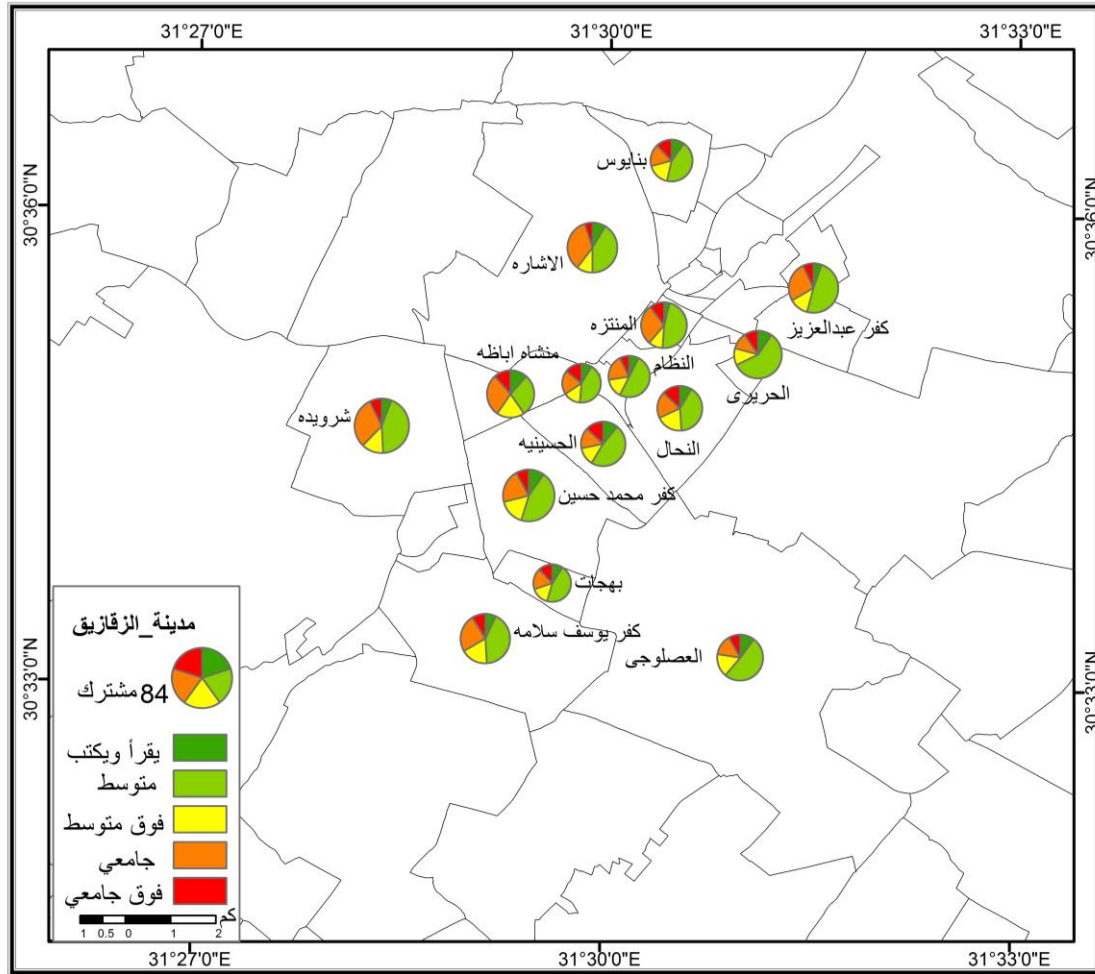 31°27'0"E
31°30'0"E
31°33'0"E
30°36'0"N
30°36'0"N
بنايوس
الاشاره
كفر عبدالعزيز
المنتزه
منشاه اباظه
النظام
الحريرى
شرويده
النحال
الحسينيه
كفر محمد حسين
بهجات
كفر يوسف سلامه
العصلوجى
30°33'0"N
30°33'0"N
مدينة_الزقازيق
84 مشترك
يقرأ ويكتب
متوسط
فوق متوسط
جامعي
فوق جامعي
كم
1 0.5 0 1 2
31°27'0"E
31°30'0"E
31°33'0"E